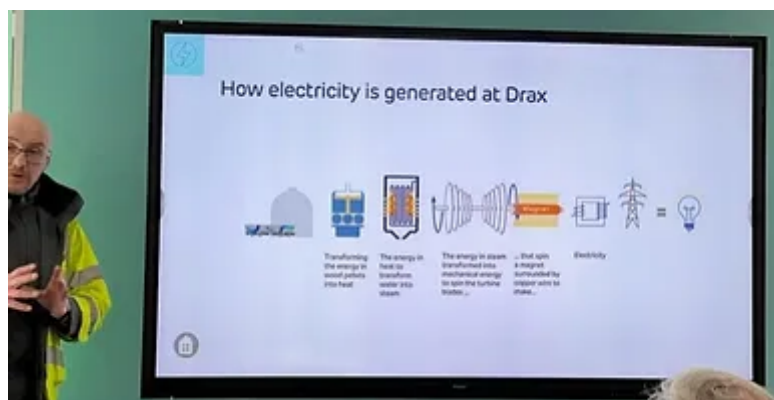 How electricity is generated at Drax
Magnet
Transforming
the energy in
wood pellets
into heat
The energy in
heat to
transform
water into
steam
The energy in steam
transformed into
mechanical energy
to spin the turbine
blades ...
... that spin
a magnet
surrounded by
copper wire to
make...
Electricity
=